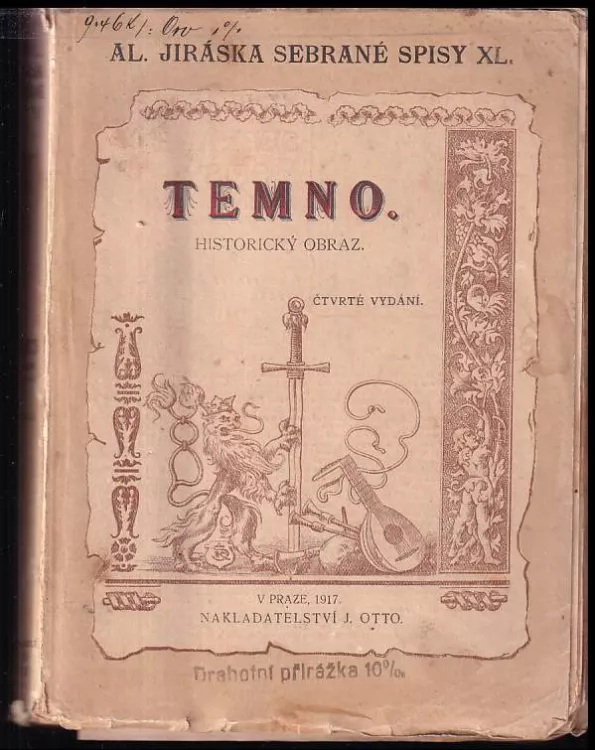 AL. JIRÁSKA SEBRANÉ SPISY XL.
TEMNO.
HISTORICKÝ OBRAZ.
ČTVRTÉ VYDÁNÍ.
V PRAZE, 1917.
NAKLADATELSTVÍ J. OTTO.
Drahotní přirážka 10%